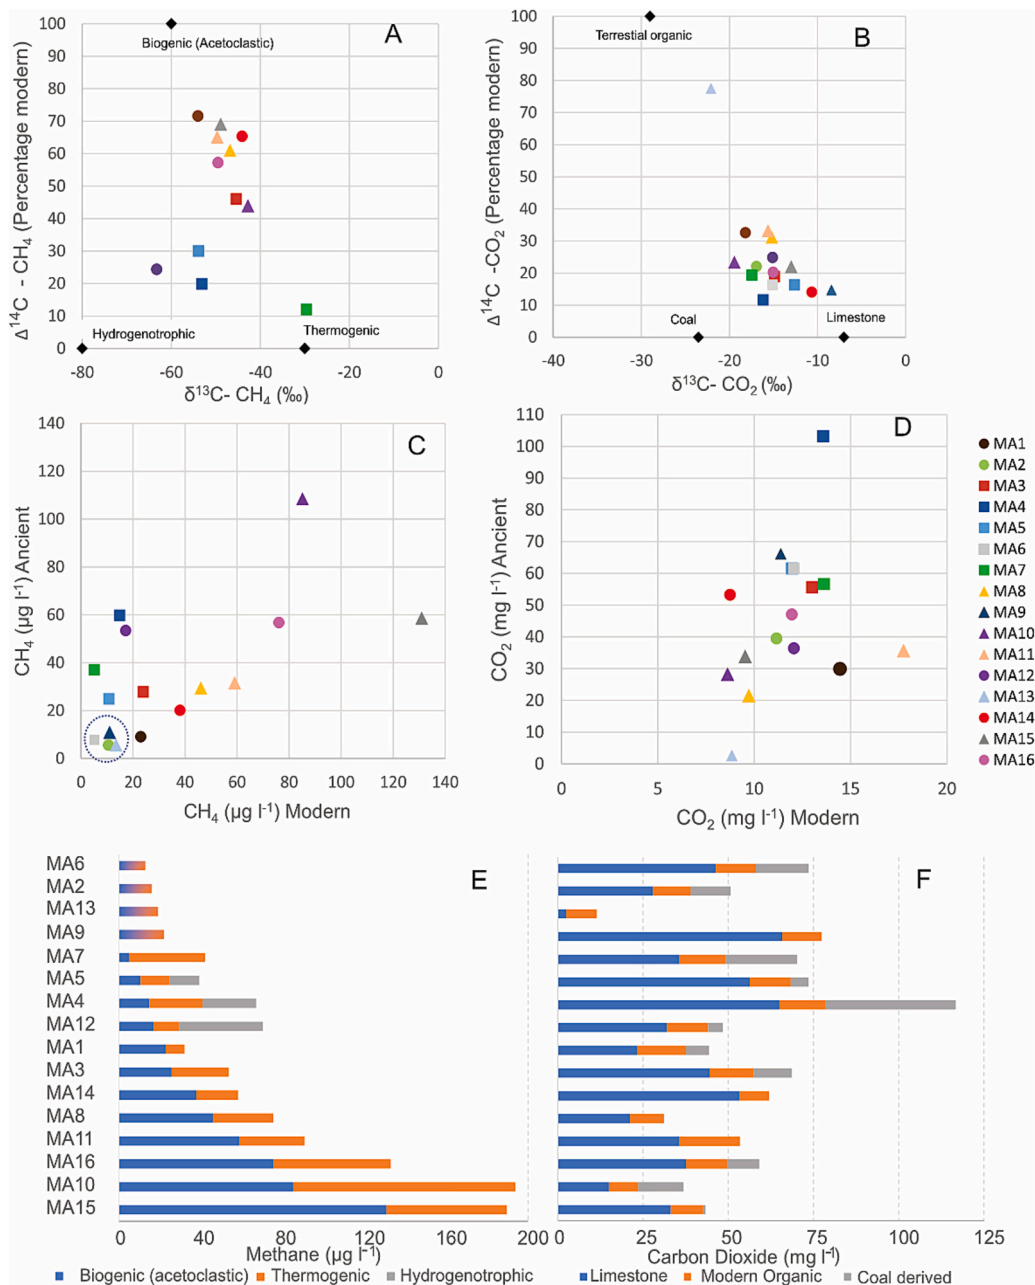 A
B
Δ14C - CH4 (Percentage modern)
100
90
80
70
60
50
40
30
20
10
0
Biogenic (Acetoclastic)
Hydrogenotrophic
Thermogenic
-80 -60 -40 -20 0
δ13C- CH4 (‰)
Δ14C -CO2 (Percentage modern)
100
90
80
70
60
50
40
30
20
10
0
Terrestial organic
Coal
Limestone
-40 -30 -20 -10 0
δ13C- CO2 (‰)
C
CH4 (µg l-1) Ancient
140
120
100
80
60
40
20
0
0 20 40 60 80 100 120 140
CH4 (µg l-1) Modern
D
CO2 (mg l-1) Ancient
110
100
90
80
70
60
50
40
30
20
10
0
0 5 10 15 20
CO2 (mg l-1) Modern
MA1
MA2
MA3
MA4
MA5
MA6
MA7
MA8
MA9
MA10
MA11
MA12
MA13
MA14
MA15
MA16
E
MA6
MA2
MA13
MA9
MA7
MA5
MA4
MA12
MA1
MA3
MA14
MA8
MA11
MA16
MA10
MA15
0 40 80 120 160 200
Methane (µg l-1)
Biogenic (acetoclastic) Thermogenic Hydrogenotrophic
F
0 25 50 75 100 125
Carbon Dioxide (mg l-1)
Limestone Modern Organic Coal derived